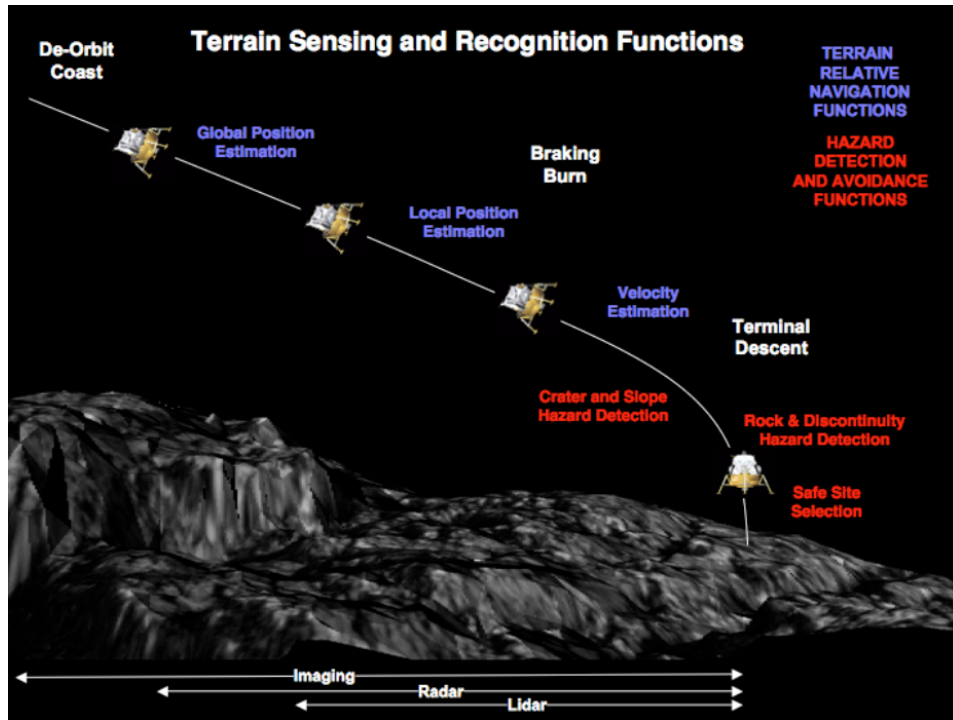 Terrain Sensing and Recognition Functions
De-Orbit
Coast
TERRAIN
RELATIVE
NAVIGATION
FUNCTIONS
HAZARD
DETECTION
AND AVOIDANCE
FUNCTIONS
Global Position
Estimation
Braking
Burn
Local Position
Estimation
Velocity
Estimation
Terminal
Descent
Crater and Slope
Hazard Detection
Rock & Discontinuity
Hazard Detection
Safe Site
Selection
Imaging
Radar
Lidar